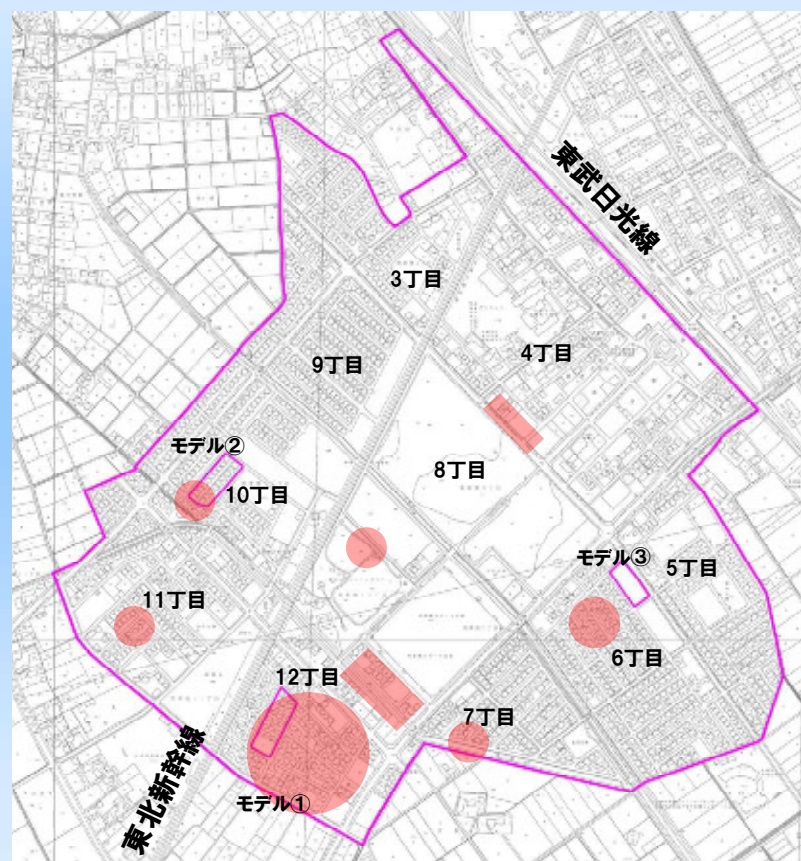 東武日光線
3丁目
4丁目
9丁目
モデル②
8丁目
10丁目
モデル③
5丁目
11丁目
6丁目
12丁目
7丁目
東北新幹線
モデル①